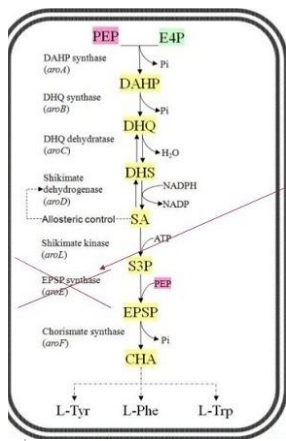 PEP E4P
DAHP synthase
(aroA)
Pi
DAHP
DHQ synthase
(aroB)
Pi
DHQ
DHQ dehydratase
(aroC)
H₂O
DHS
Shikimate
dehydrogenase
(aroD)
NADPH
NADP
Allosteric control
SA
Shikimate kinase
(aroL)
ATP
S3P
EPSP synthase
(aroE)
PEP
EPSP
Chorismate synthase
(aroF)
Pi
CHA
L-Tyr L-Phe L-Trp